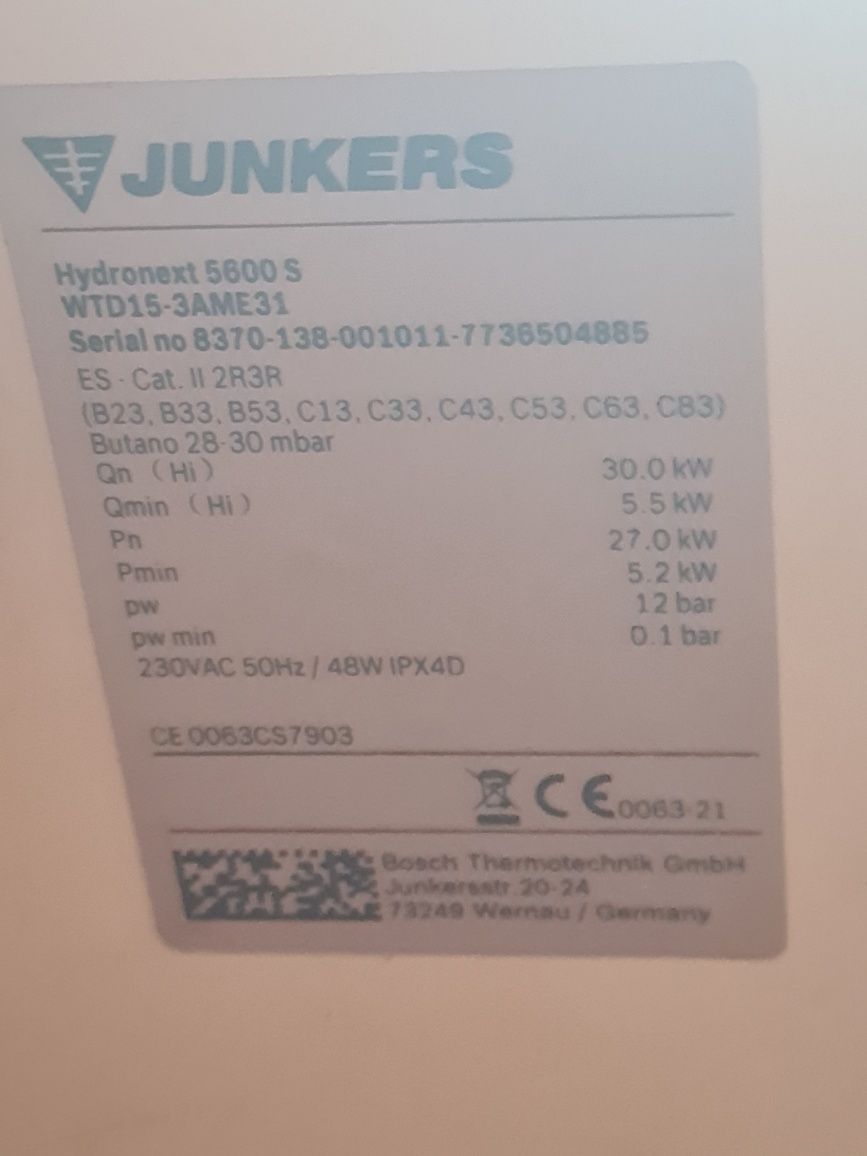 JUNKERS
Hydronext 5600 S
WTD15-3AME31
Serial no 8370-138-001011-7736504885
ES - Cat. II 2R3R
(B23, B33, B53, C13, C33, C43, C53, C63, C83)
Butano 28-30 mbar
Qn (Hi) 30.0 kW
Qmin (Hi) 5.5 kW
Pn 27.0 kW
Pmin 5.2 kW
pw 12 bar
pw min 0.1 bar
230VAC 50Hz / 48W IPX4D
CE 0063CS7903
CE 0063-21
Bosch Thermotechnik GmbH
Junkersstr.20-24
73249 Wernau / Germany